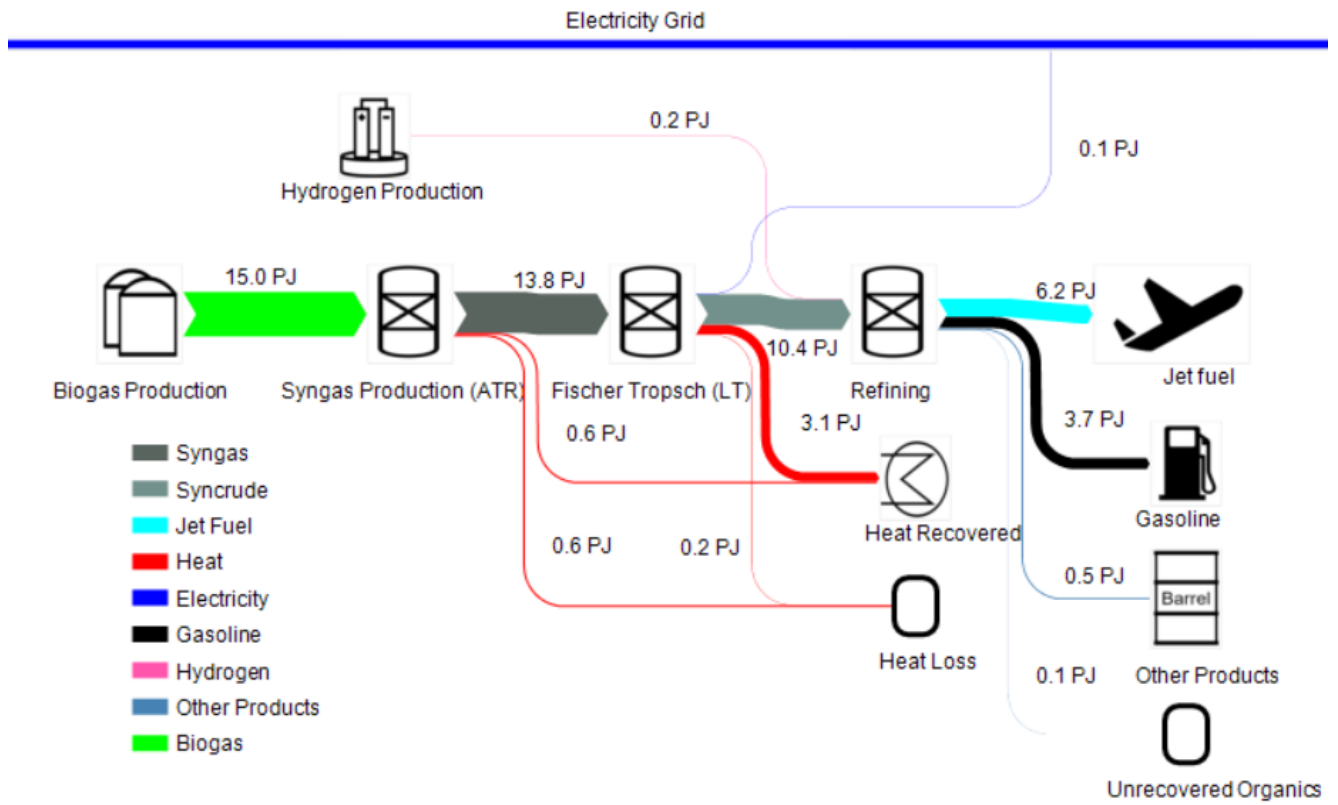 Electricity Grid
0.2 PJ
0.1 PJ
+ -
Hydrogen Production
15.0 PJ
13.8 PJ
6.2 PJ
10.4 PJ
Biogas Production
Syngas Production (ATR)
Fischer Tropsch (LT)
Refining
Jet fuel
3.1 PJ
3.7 PJ
0.6 PJ
Syngas
Syncrude
Jet Fuel
Heat
Electricity
Gasoline
Hydrogen
Other Products
Biogas
Heat Recovered
Gasoline
0.6 PJ
0.2 PJ
0.5 PJ
Barrel
Heat Loss
0.1 PJ
Other Products
Unrecovered Organics